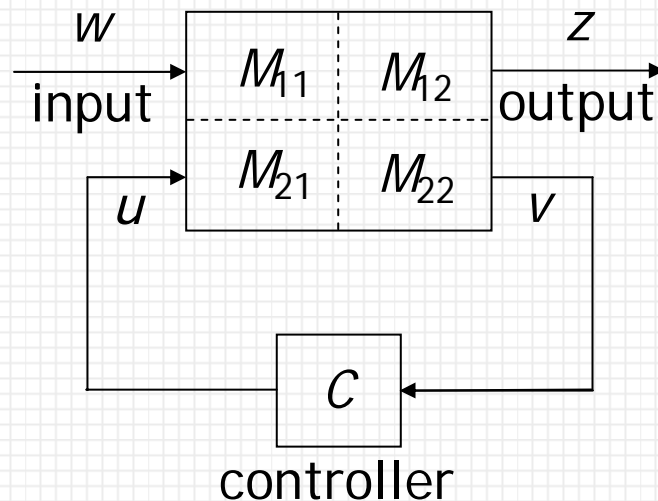 w z
M11 M12
input output
M21 M22
u v
C
controller